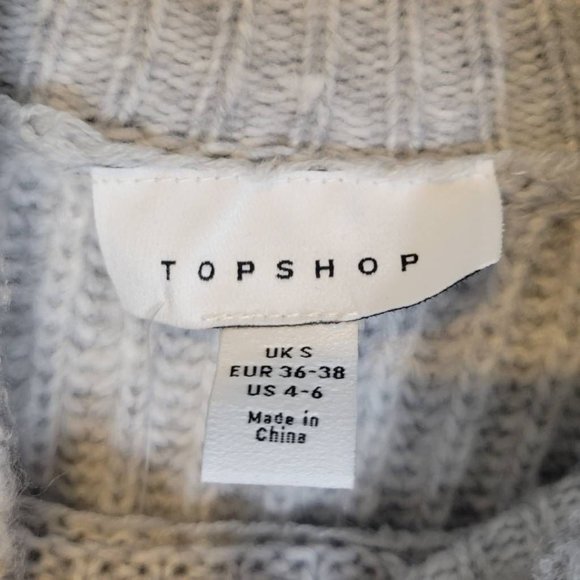 TOPSHOP
UK S
EUR 36-38
US 4-6
Made in
China